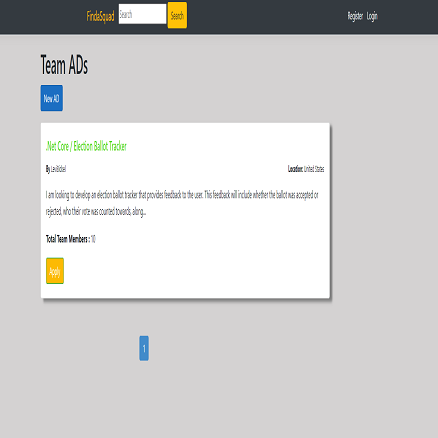 FindaSquad Search Search Register Login
Team ADs
New AD
.Net Core / Election Ballot Tracker
By LeviBickel Location: United States
I am looking to develop an election ballot tracker that provides feedback to the user. This feedback will include whether the ballot was accepted or
rejected, who their vote was counted towards, along...
Total Team Members : 10
Apply
1